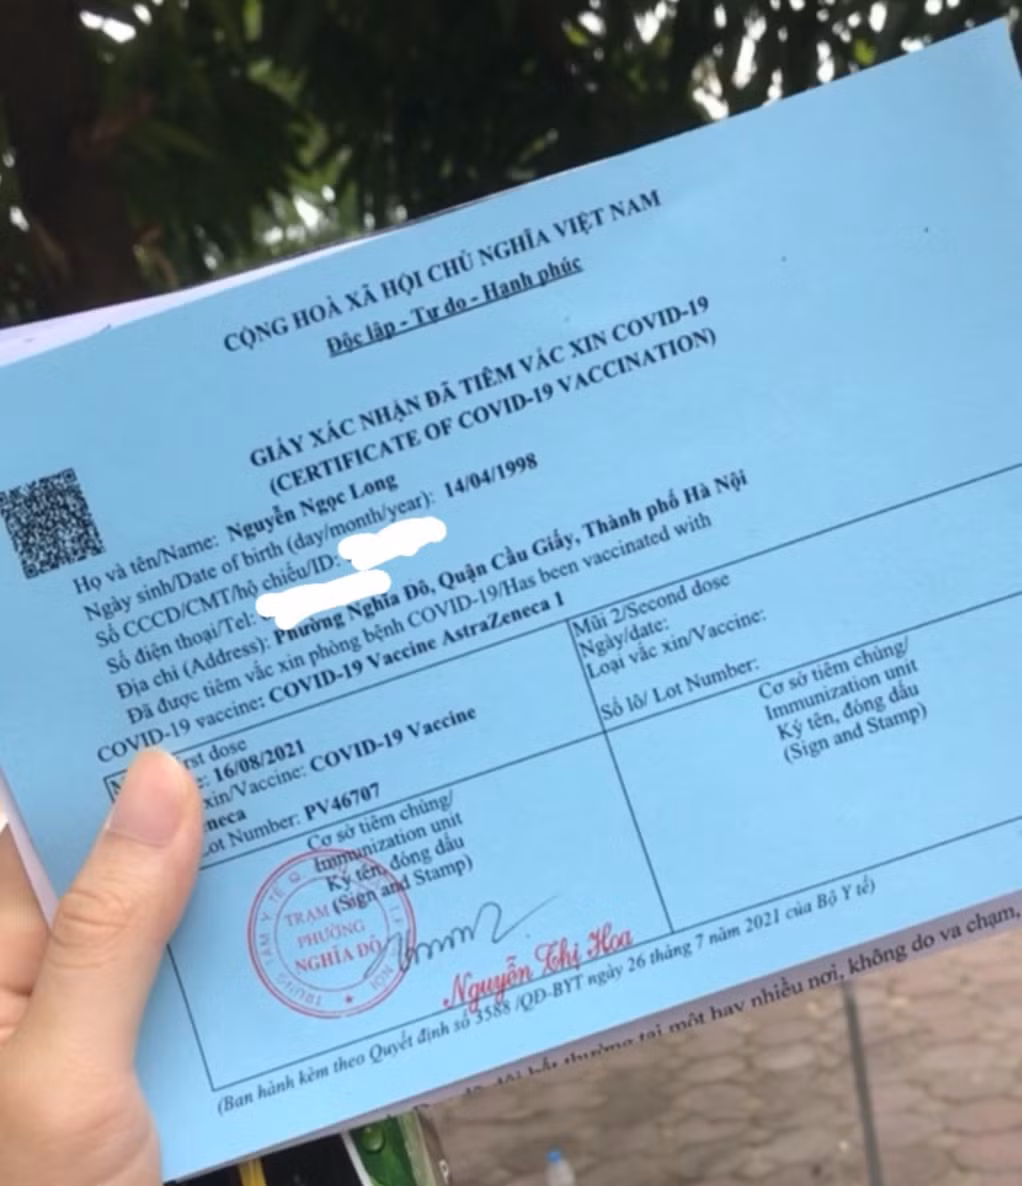 CỘNG HOÀ XÃ HỘI CHỦ NGHĨA VIỆT NAM
Độc lập - Tự do - Hạnh phúc
GIẤY XÁC NHẬN ĐÃ TIÊM VẮC XIN COVID-19
(CERTIFICATE OF COVID-19 VACCINATION)
Họ và tên/Name: Nguyễn Ngọc Long
Ngày sinh/Date of birth (day/month/year): 14/04/1998
Số CCCD/CMT/hộ chiếu/ID:
Số điện thoại/Tel:
Địa chỉ (Address): Phường Nghĩa Đô, Quận Cầu Giấy, Thành phố Hà Nội
Đã được tiêm vắc xin phòng bệnh COVID-19/Has been vaccinated with
COVID-19 vaccine: COVID-19 Vaccine AstraZeneca 1
rst dose
: 16/08/2021
xin/Vaccine: COVID-19 Vaccine
neca
ot Number: PV46707
Cơ sở tiêm chủng/
Immunization unit
Ký tên, đóng dấu
(Sign and Stamp)
TRẠM
PHƯỜNG
NGHĨA ĐÔ
Nguyễn Thị Hoa
Mũi 2/Second dose
Ngày/date:
Loại vắc xin/Vaccine:
Số lô/ Lot Number:
Cơ sở tiêm chủng/
Immunization unit
Ký tên, đóng dấu
(Sign and Stamp)
(Ban hành kèm theo Quyết định số 3588 /QĐ-BYT ngày 26 tháng 7 năm 2021 của Bộ Y tế)
thường tại một hay nhiều nơi, không do va chạm,